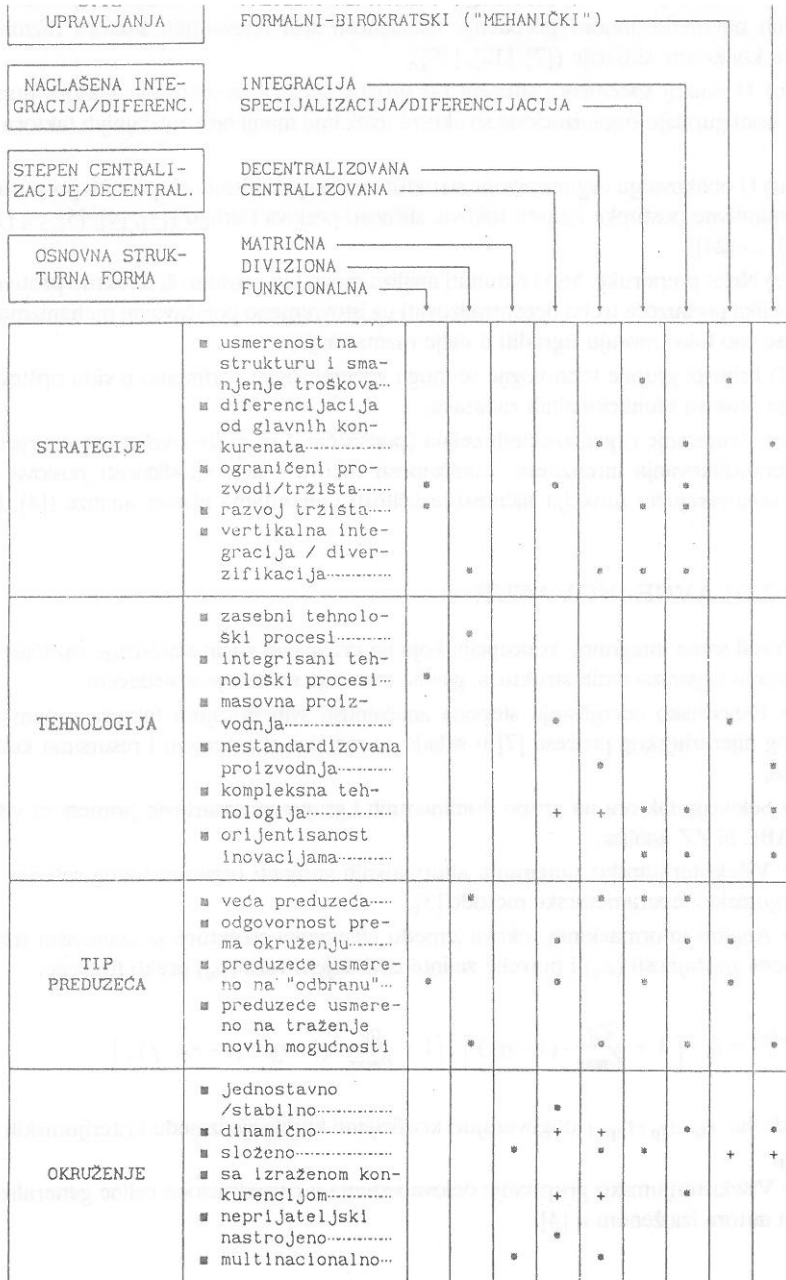 UPRAVLJANJA
FORMALNI-BIROKRATSKI ("MEHANIČKI")
NAGLAŠENA INTE-
GRACIJA/DIFERENC.
INTEGRACIJA
SPECIJALIZACIJA/DIFERENCIJACIJA
STEPEN CENTRALI-
ZACIJE/DECENTRAL.
DECENTRALIZOVANA
CENTRALIZOVANA
OSNOVNA STRUK-
TURNA FORMA
MATRIČNA
DIVIZIONA
FUNKCIONALNA
STRATEGIJE
usmerenost na
strukturu i sma-
njenje troškova
diferencijacija
od glavnih kon-
kurenata
ograničeni pro-
zvodi/tržišta
razvoj tržišta
vertikalna inte-
gracija / diver-
zifikacija
TEHNOLOGIJA
zasebni tehnolo-
ški procesi
integrisani teh-
nološki procesi
masovna proiz-
vodnja
nestandardizovana
proizvodnja
kompleksna teh-
nologija
orijentisanost
inovacijama
TIP
PREDUZEĆA
veća preduzeća
odgovornost pre-
ma okruženju
preduzeće usmere-
no na "odbranu"
preduzeće usmere-
no na traženje
novih mogućnosti
OKRUŽENJE
jednostavno
/stabilno
dinamično
složeno
sa izraženom kon-
kurencijom
neprijateljski
nastrojeno
multinacionalno